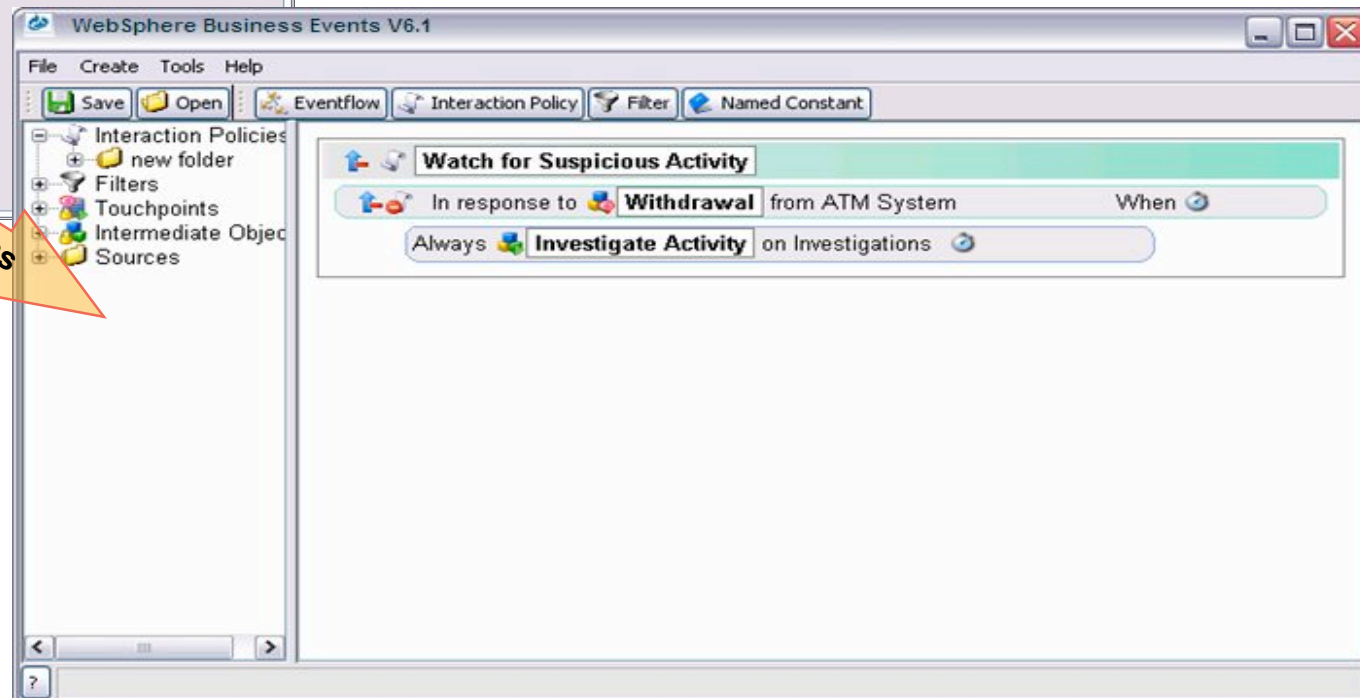 WebSphere Business Events V6.1
File Create Tools Help
Save Open Eventflow Interaction Policy Filter Named Constant
Interaction Policies
new folder
Filters
Touchpoints
Intermediate Objec
Sources
Watch for Suspicious Activity
In response to Withdrawal from ATM System When
Always Investigate Activity on Investigations
?